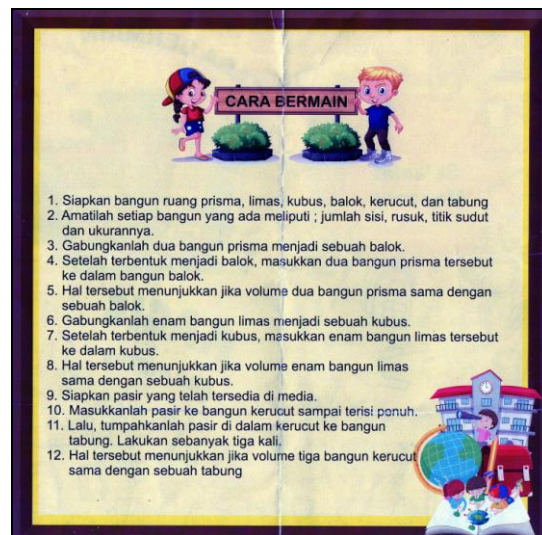 CARA BERMAIN
1. Siapkan bangun ruang prisma, limas, kubus, balok, kerucut, dan tabung
2. Amatilah setiap bangun yang ada meliputi ; jumlah sisi, rusuk, titik sudut
dan ukurannya.
3. Gabungkanlah dua bangun prisma menjadi sebuah balok.
4. Setelah terbentuk menjadi balok, masukkan dua bangun prisma tersebut
ke dalam bangun balok.
5. Hal tersebut menunjukkan jika volume dua bangun prisma sama dengan
sebuah balok.
6. Gabungkanlah enam bangun limas menjadi sebuah kubus.
7. Setelah terbentuk menjadi kubus, masukkan enam bangun limas tersebut
ke dalam kubus.
8. Hal tersebut menunjukkan jika volume enam bangun limas
sama dengan sebuah kubus.
9. Siapkan pasir yang telah tersedia di media.
10. Masukkanlah pasir ke bangun kerucut sampai terisi penuh.
11. Lalu, tumpahkanlah pasir di dalam kerucut ke bangun
tabung. Lakukan sebanyak tiga kali.
12. Hal tersebut menunjukkan jika volume tiga bangun kerucut
sama dengan sebuah tabung